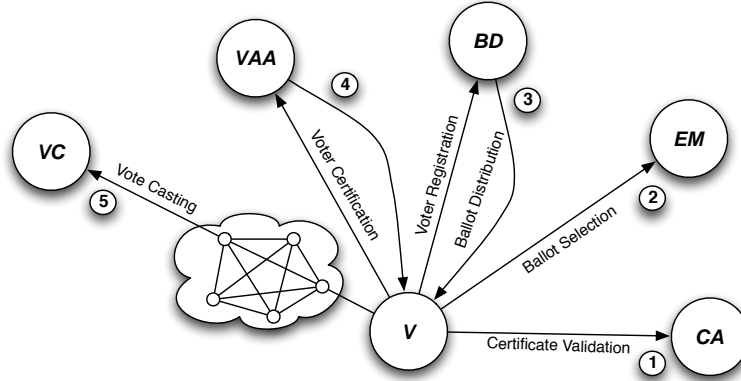 BD
VAA
4
3
EM
VC
Voter Registration
Ballot Distribution
Voter Certification
Vote Casting
5
2
Ballot Selection
V
CA
Certificate Validation
1